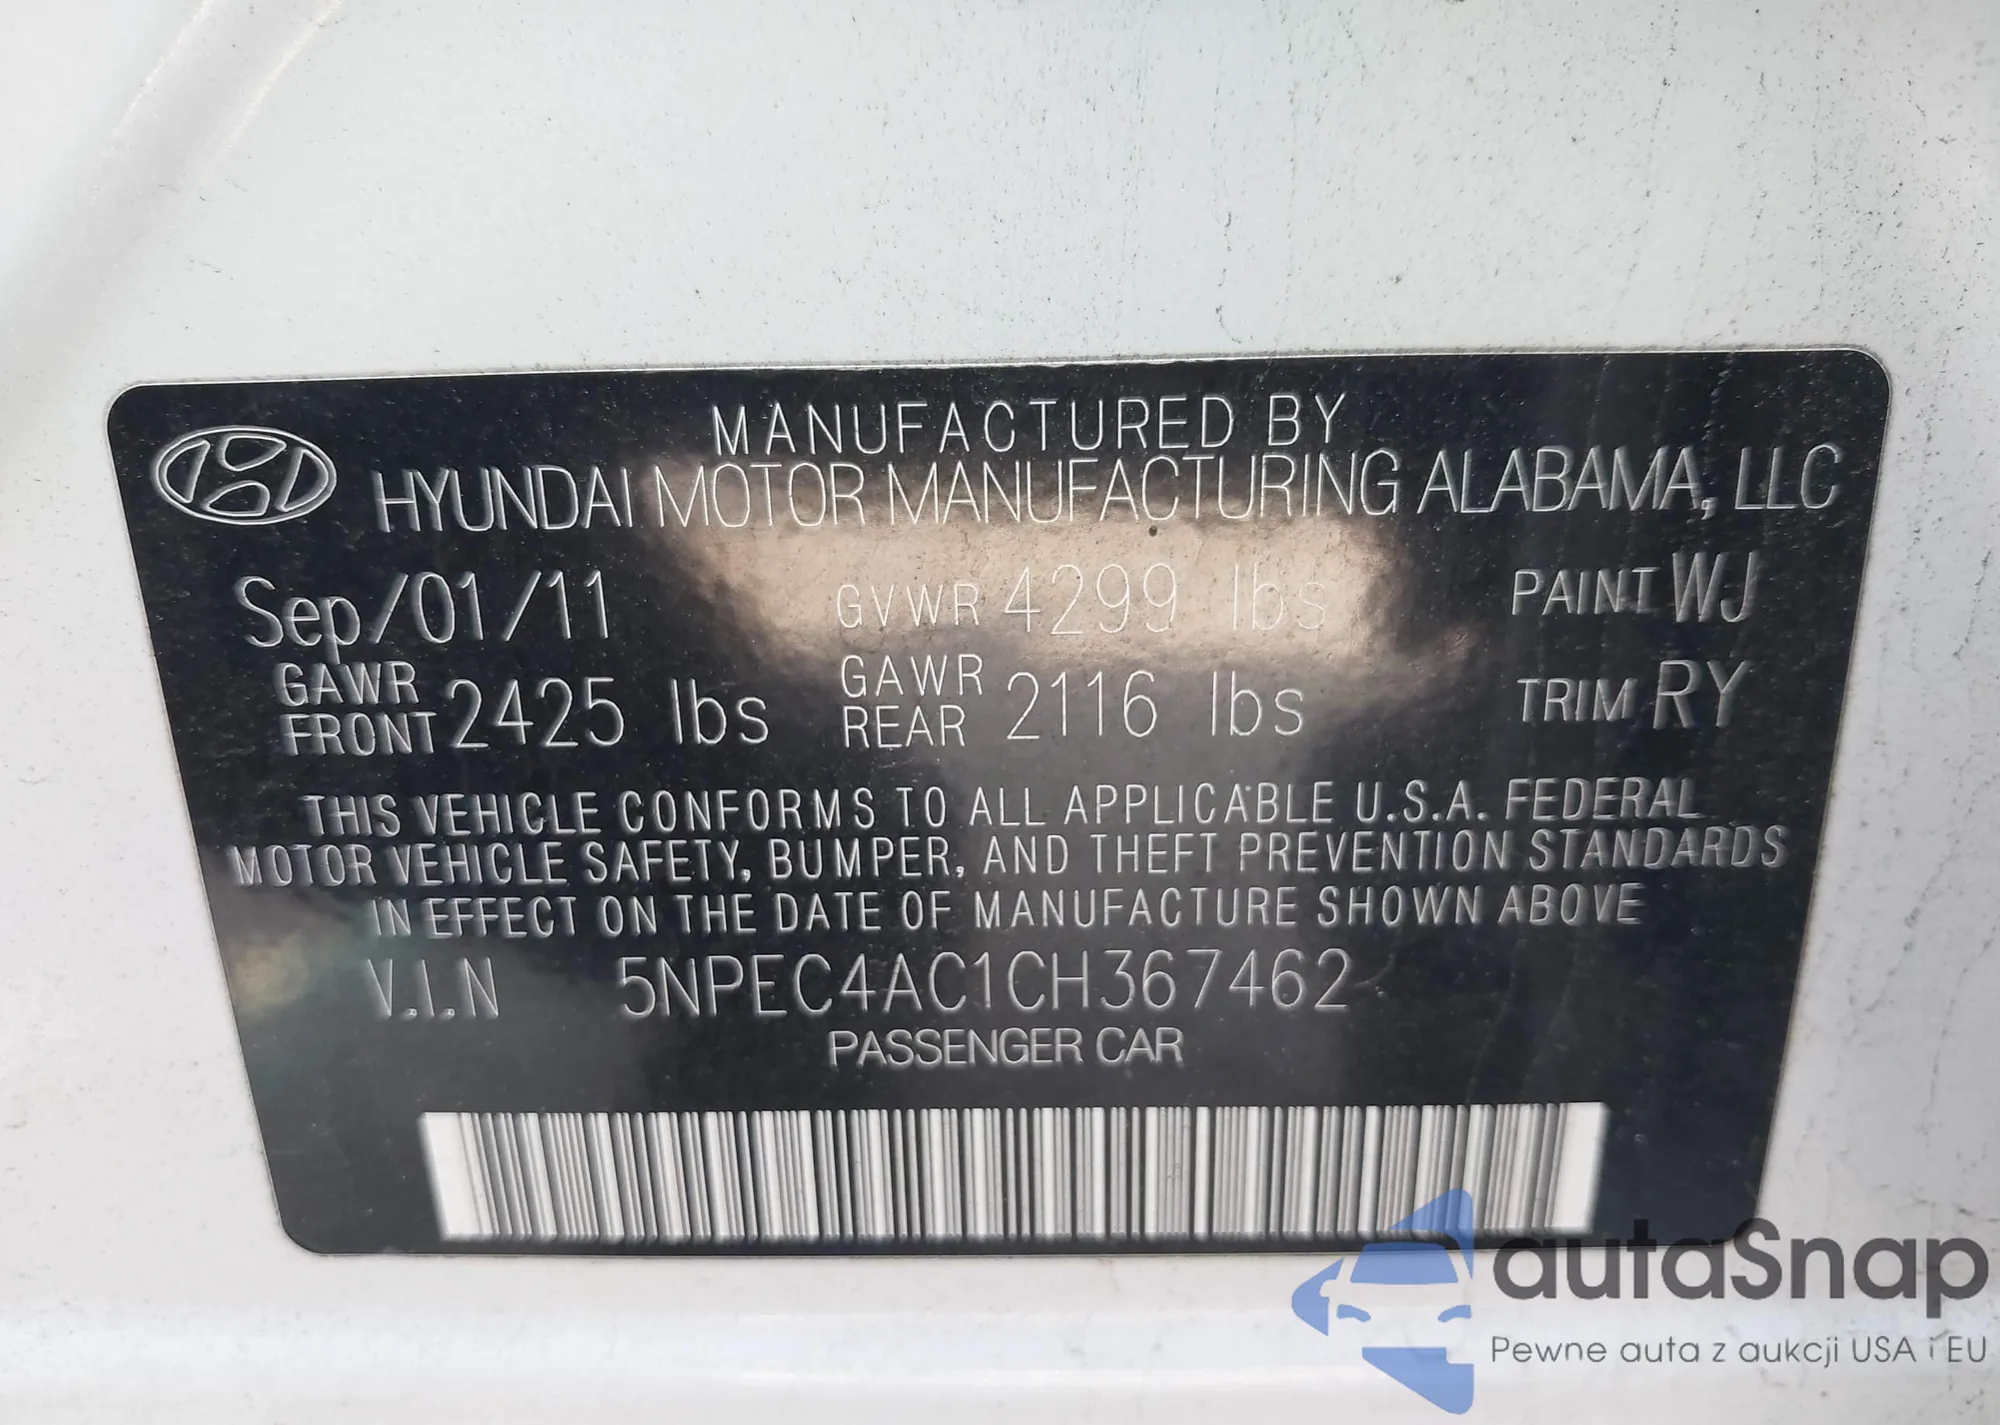 MANUFACTURED BY
HYUNDAI MOTOR MANUFACTURING ALABAMA, LLC
Sep/01/11 GVWR 4299 lbs PAINT WJ
GAWR FRONT 2425 lbs GAWR REAR 2116 lbs TRIM RY
THIS VEHICLE CONFORMS TO ALL APPLICABLE U.S.A. FEDERAL
MOTOR VEHICLE SAFETY, BUMPER, AND THEFT PREVENTION STANDARDS
IN EFFECT ON THE DATE OF MANUFACTURE SHOWN ABOVE
V.I.N 5NPEC4AC1CH367462
PASSENGER CAR
autaSnap
Pewne auta z aukcji USA i EU